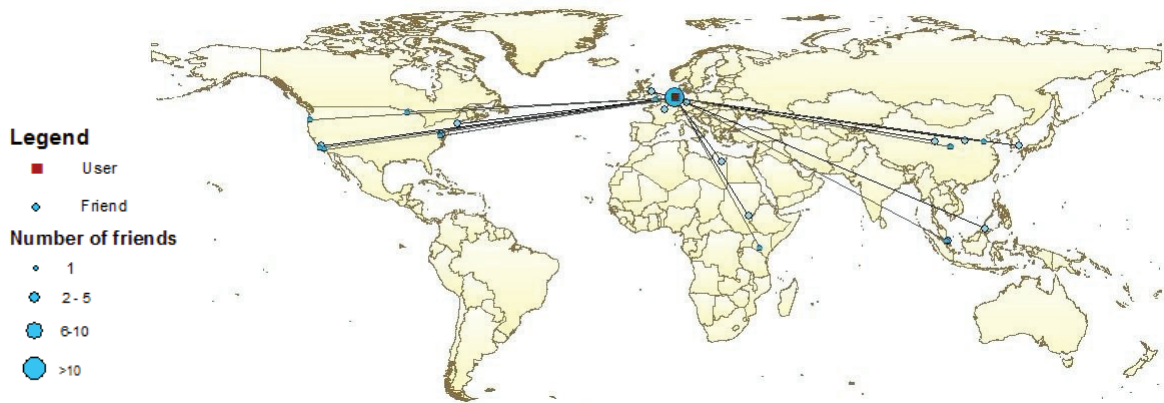 Legend
User
Friend
Number of friends
1
2 - 5
6-10
>10